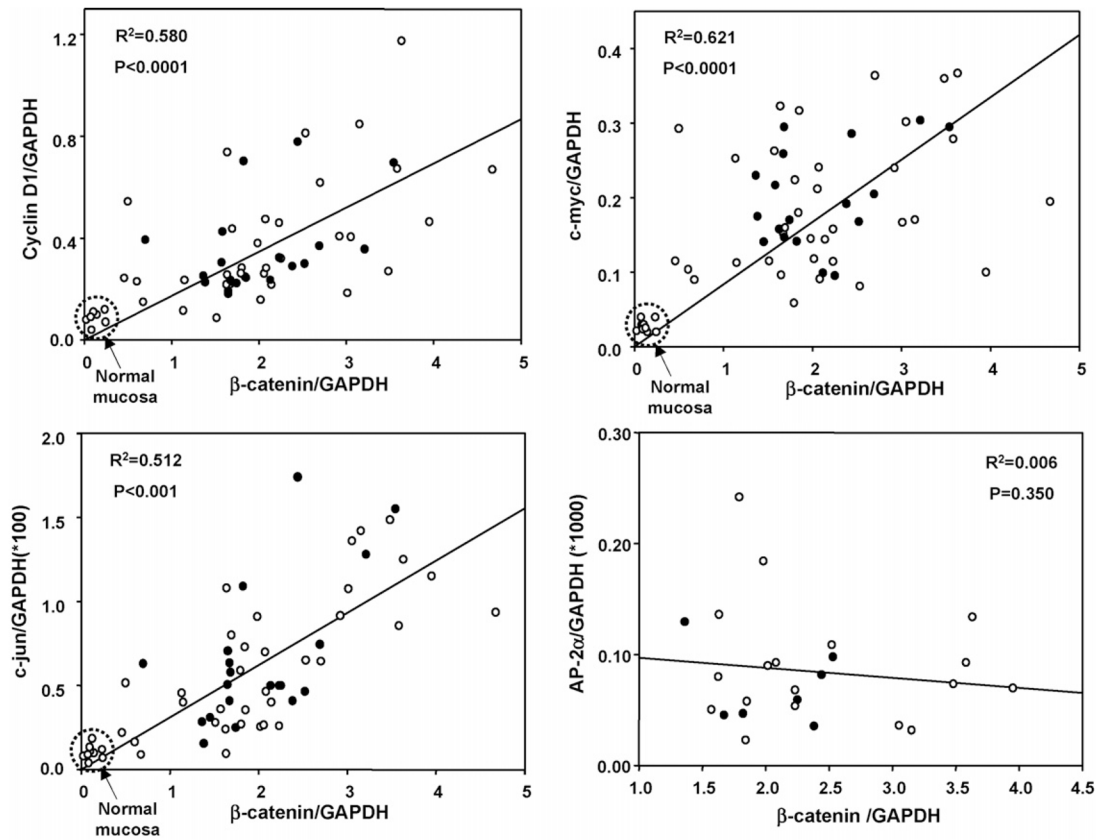 Cyclin D1/GAPDH
1.2
0.8
0.4
0.0
R²=0.580
P<0.0001
0 1 2 3 4 5
β-catenin/GAPDH
Normal
mucosa
c-myc/GAPDH
0.4
0.3
0.2
0.1
0.0
R²=0.621
P<0.0001
0 1 2 3 4 5
β-catenin/GAPDH
Normal
mucosa
c-jun/GAPDH(*100)
2.0
1.5
1.0
0.5
0.0
R²=0.512
P<0.001
0 1 2 3 4 5
β-catenin/GAPDH
Normal
mucosa
AP-2α/GAPDH (*1000)
0.30
0.20
0.10
0.00
R²=0.006
P=0.350
1.0 1.5 2.0 2.5 3.0 3.5 4.0 4.5
β-catenin /GAPDH